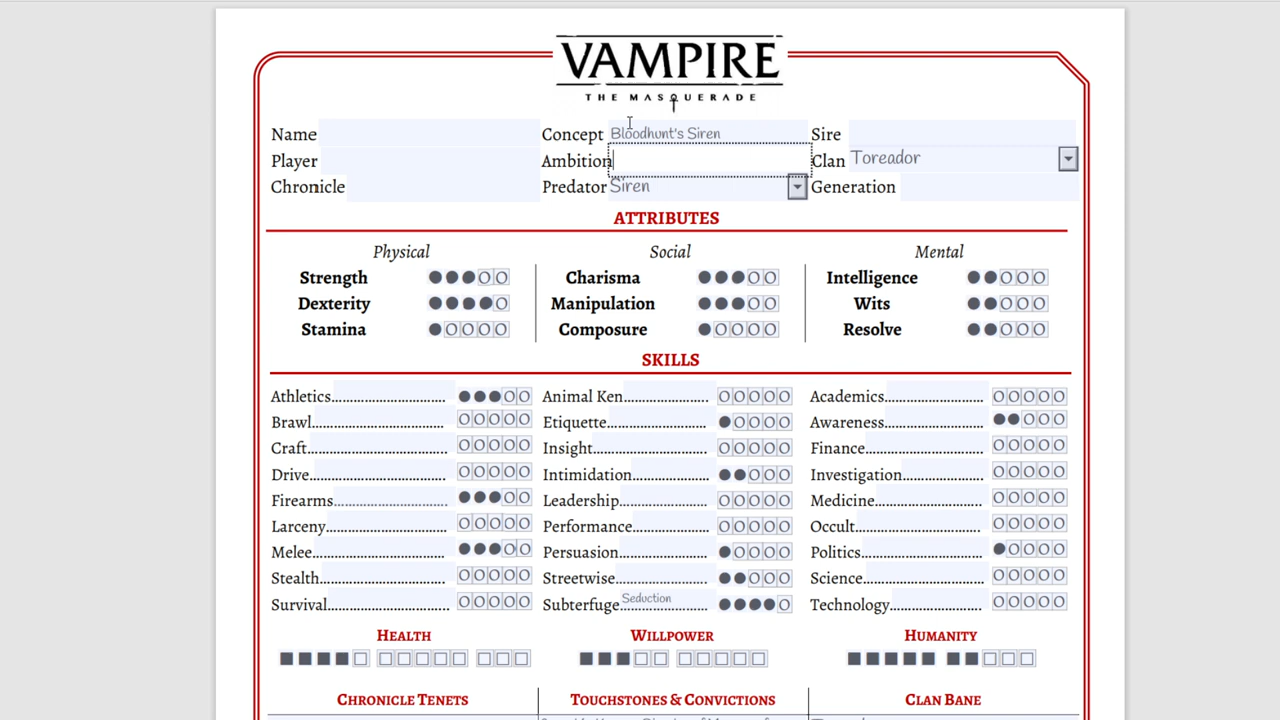 VAMPIRE
THE MASQUERADE
Name Concept Bloodhunt's Siren Sire
Player Ambition Clan Toreador
Chronicle Predator Siren Generation
ATTRIBUTES
Physical Social Mental
Strength Charisma Intelligence
Dexterity Manipulation Wits
Stamina Composure Resolve
SKILLS
Athletics Animal Ken Academics
Brawl Etiquette Awareness
Craft Insight Finance
Drive Intimidation Investigation
Firearms Leadership Medicine
Larceny Performance Occult
Melee Persuasion Politics
Stealth Streetwise Science
Survival Subterfuge Seduction Technology
HEALTH WILLPOWER HUMANITY
CHRONICLE TENETS TOUCHSTONES & CONVICTIONS CLAN BANE